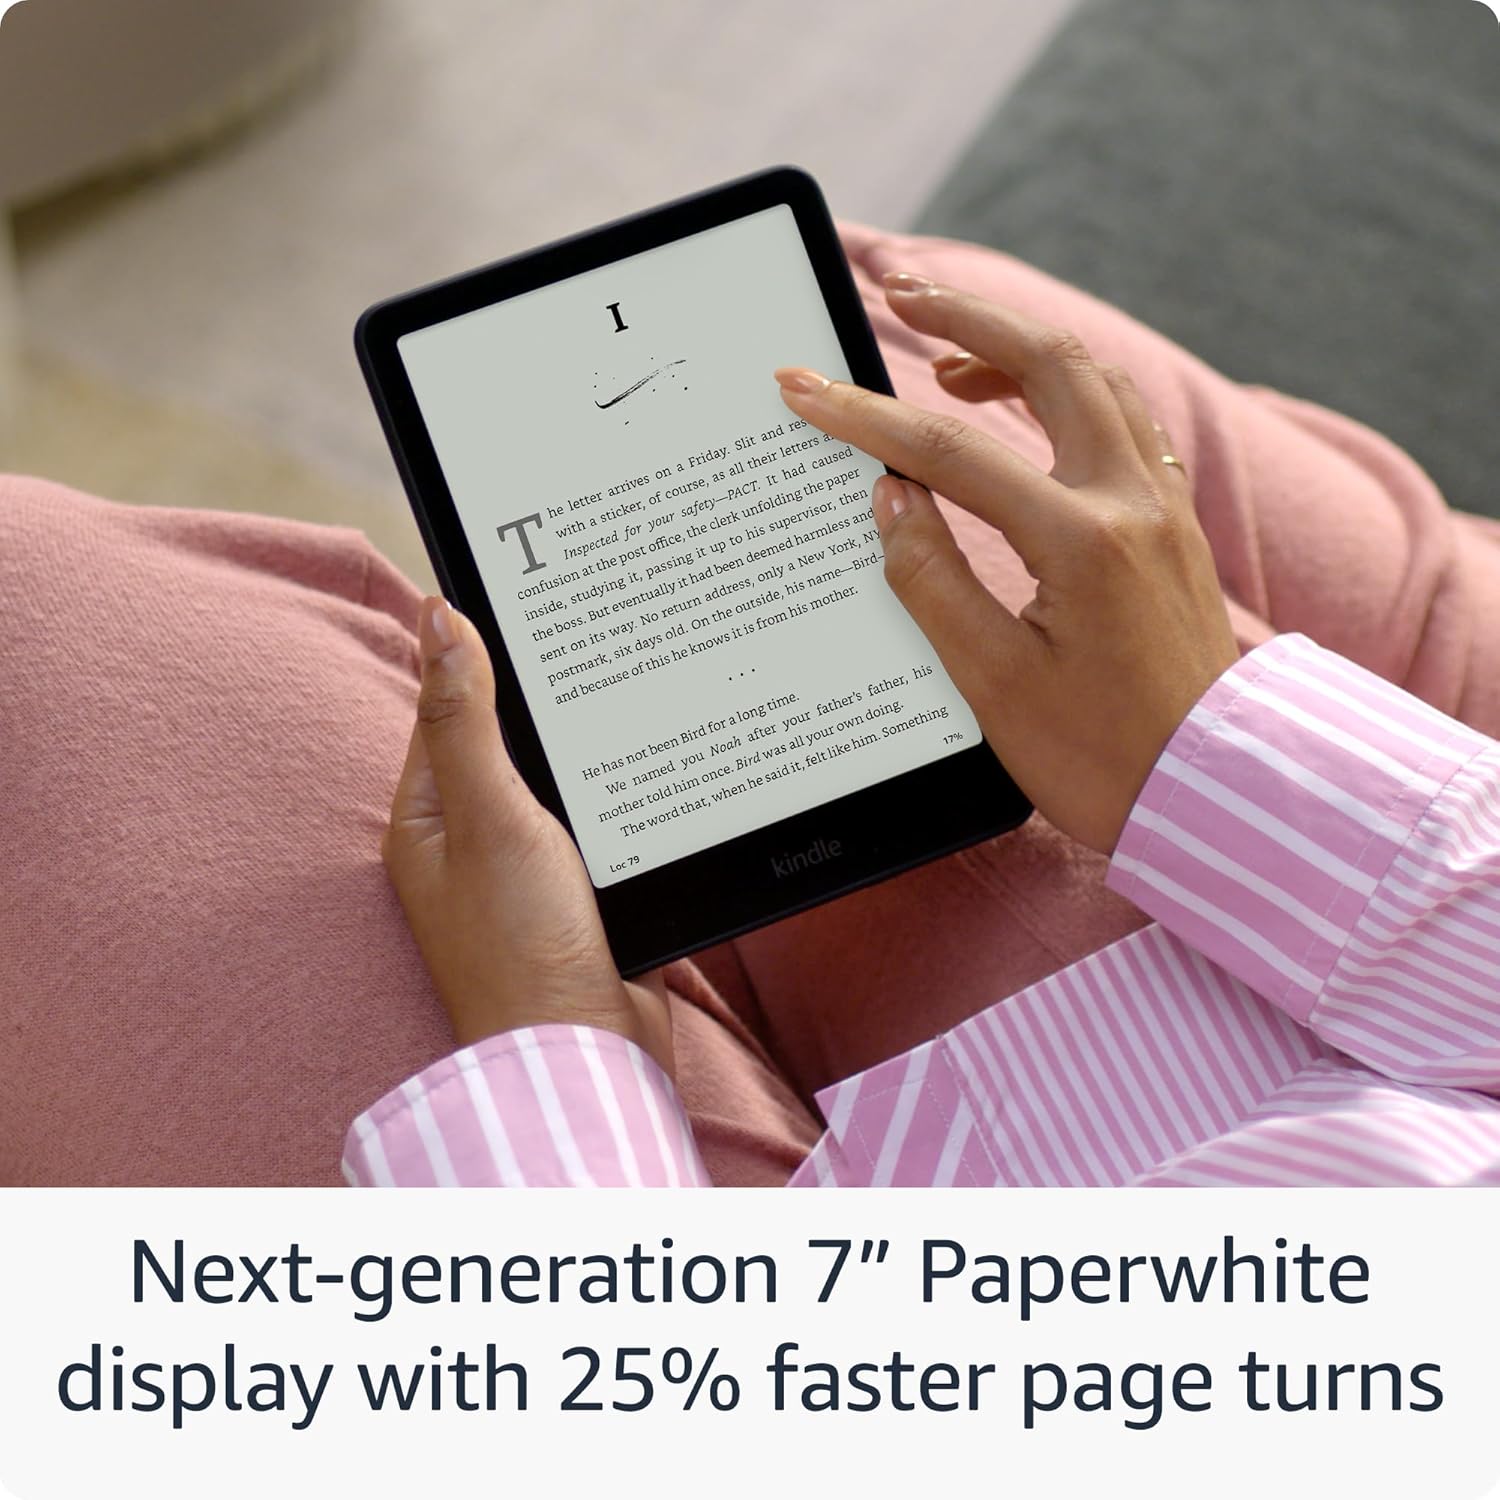 I
The letter arrives on a Friday. Slit and
with a sticker, of course, as all their letters
Inspected for your safety—PACT. It had caused
confusion at the post office, the clerk unfolding the paper
inside, studying it, passing it up to his supervisor, then
the boss. But eventually it had been deemed harmless and
sent on its way. No return address, only a New York, NY
postmark, six days old. On the outside, his name—Bird—
and because of this he knows it is from his mother.
. . .
He has not been Bird for a long time.
We named you Noah after your father's father, his
mother told him once. Bird was all your own doing.
The word that, when he said it, felt like him. Something
Loc 79
17%
kindle
Next-generation 7″ Paperwhite
display with 25% faster page turns